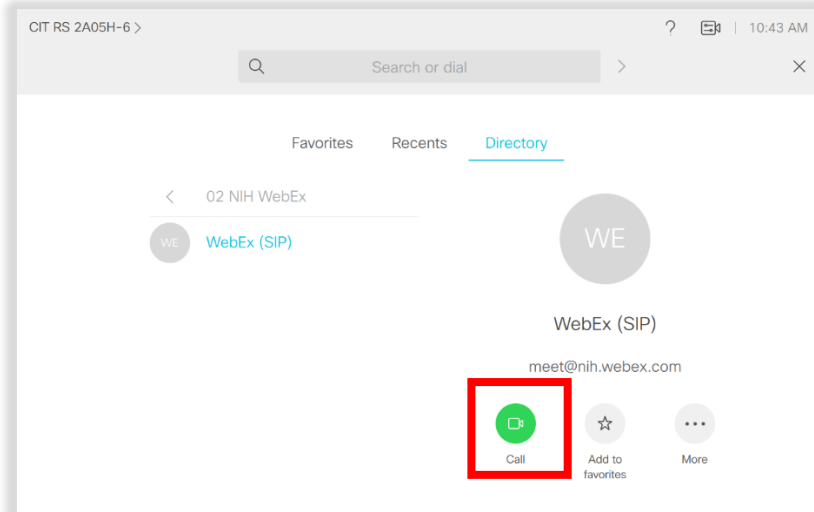 CIT RS 2A05H-6 >
? 10:43 AM
Search or dial
Favorites Recents Directory
02 NIH WebEx
WE WebEx (SIP)
WE
WebEx (SIP)
meet@nih.webex.com
Call Add to favorites More